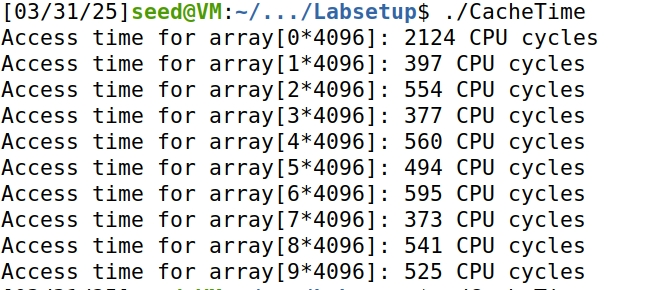 [03/31/25]seed@VM:~/.../Labsetup$ ./CacheTime
Access time for array[0*4096]: 2124 CPU cycles
Access time for array[1*4096]: 397 CPU cycles
Access time for array[2*4096]: 554 CPU cycles
Access time for array[3*4096]: 377 CPU cycles
Access time for array[4*4096]: 560 CPU cycles
Access time for array[5*4096]: 494 CPU cycles
Access time for array[6*4096]: 595 CPU cycles
Access time for array[7*4096]: 373 CPU cycles
Access time for array[8*4096]: 541 CPU cycles
Access time for array[9*4096]: 525 CPU cycles